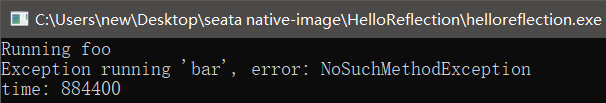 C:\Users\new\Desktop\seata native-image\HelloReflection\helloreflection.exe
Running foo
Exception running 'bar', error: NoSuchMethodException
time: 884400